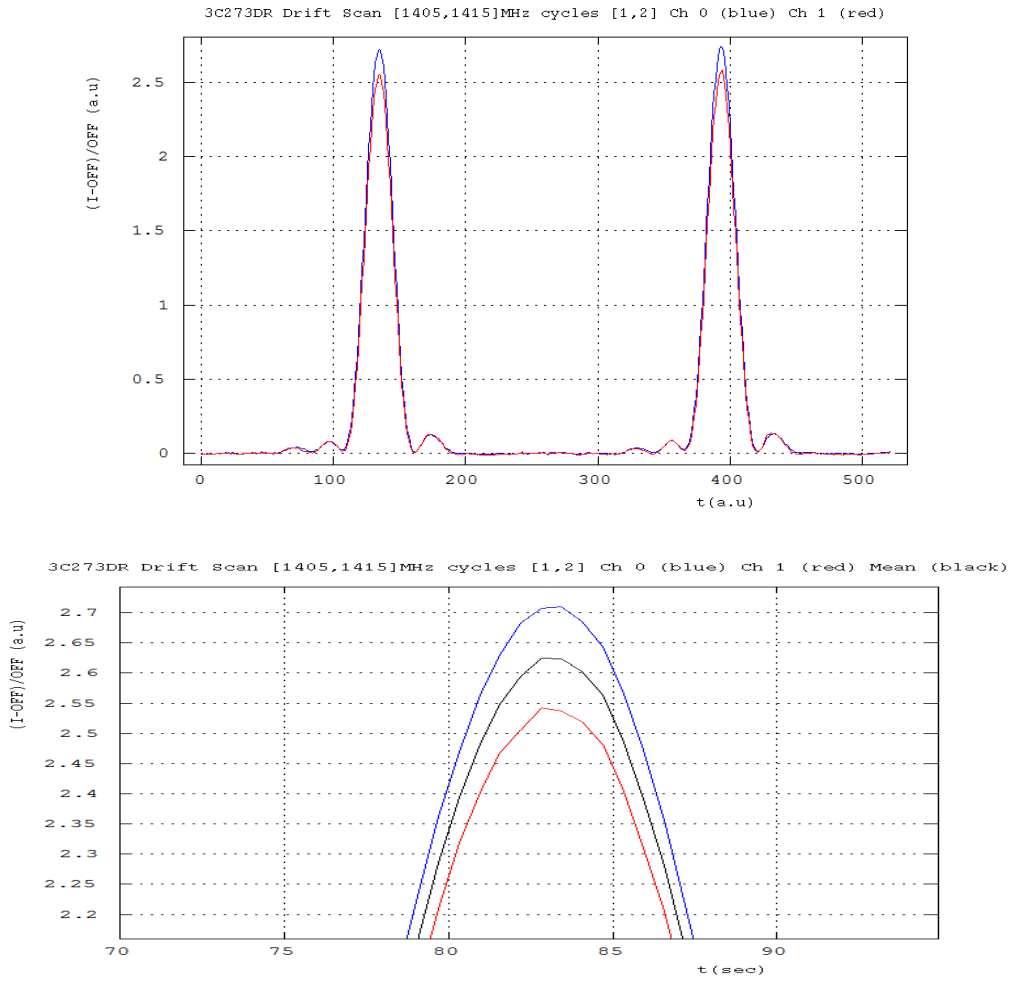 3C273DR Drift Scan [1405,1415]MHz cycles [1,2] Ch 0 (blue) Ch 1 (red)
(I-OFF)/OFF (a.u)
2.5
2
1.5
1
0.5
0
0 100 200 300 400 500
t(a.u)
3C273DR Drift Scan [1405,1415]MHz cycles [1,2] Ch 0 (blue) Ch 1 (red) Mean (black)
(I-OFF)/OFF (a.u)
2.7
2.65
2.6
2.55
2.5
2.45
2.4
2.35
2.3
2.25
2.2
70 75 80 85 90
t(sec)